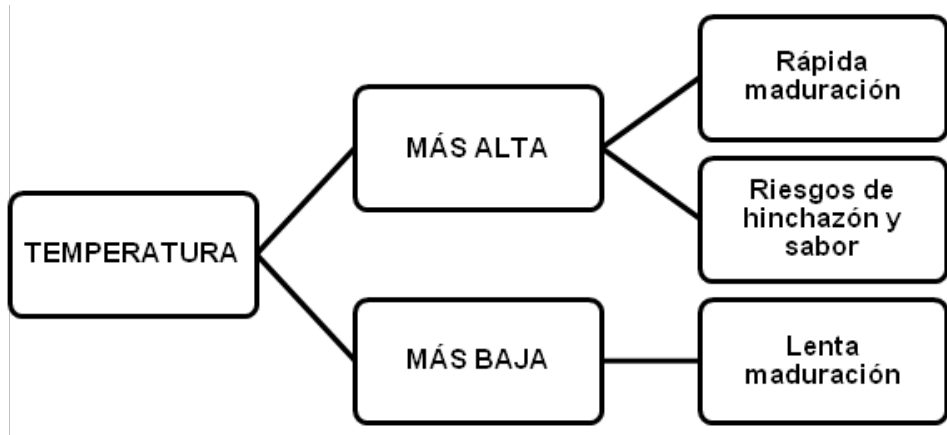 TEMPERATURA
MÁS ALTA
Rápida
maduración
Riesgos de
hinchazón y
sabor
MÁS BAJA
Lenta
maduración